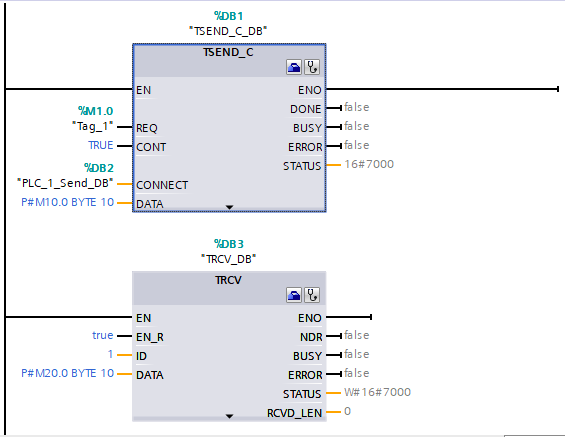 %DB1
"TSEND_C_DB"
TSEND_C
EN ENO
DONE false
%M1.0
"Tag_1" REQ BUSY false
TRUE CONT ERROR false
STATUS 16#7000
%DB2
"PLC_1_Send_DB" CONNECT
P#M10.0 BYTE 10 DATA
%DB3
"TRCV_DB"
TRCV
EN ENO
true EN_R NDR false
1 ID BUSY false
P#M20.0 BYTE 10 DATA ERROR false
STATUS W#16#7000
RCVD_LEN 0